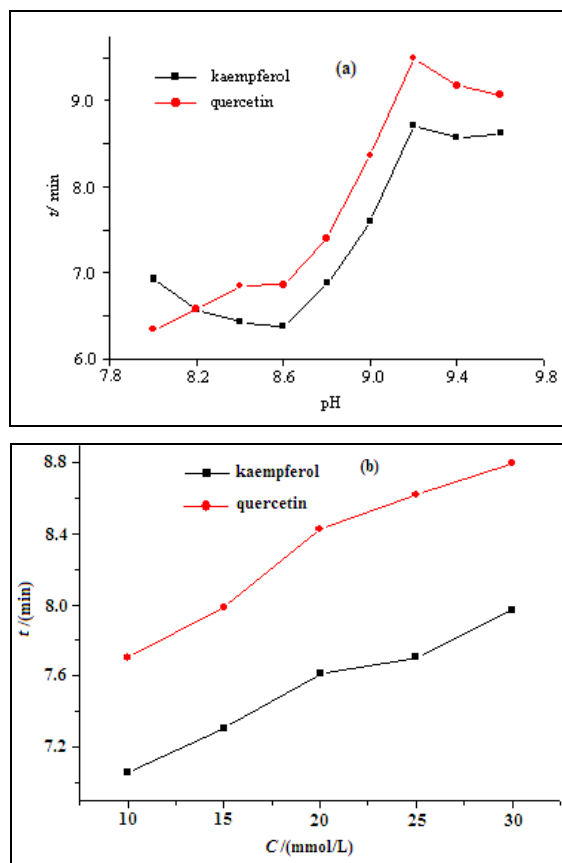 (a)
kaempferol
quercetin
9.0
8.0
7.0
6.0
t/ min
7.8 8.2 8.6 9.0 9.4 9.8
pH
(b)
kaempferol
quercetin
8.8
8.4
8.0
7.6
7.2
t /(min)
10 15 20 25 30
C /(mmol/L)